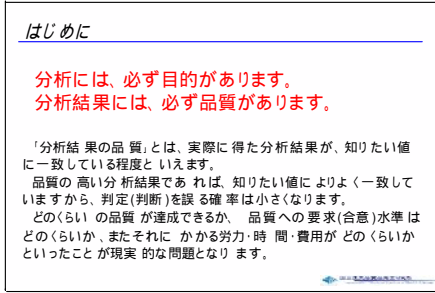 はじめに
分析には、必ず目的があります。
分析結果には、必ず品質があります。
「分析結果の品質」とは、実際に得た分析結果が、知りたい値
に一致している程度といえます。
品質の高い分析結果であれば、知りたい値によりよく一致して
いますから、判定(判断)を誤る確率は小さくなります。
どのくらいの品質が達成できるか、品質への要求(合意)水準は
どのくらいか、またそれにかかる労力・時間・費用がどのくらいか
といったことが現実的な問題となります。